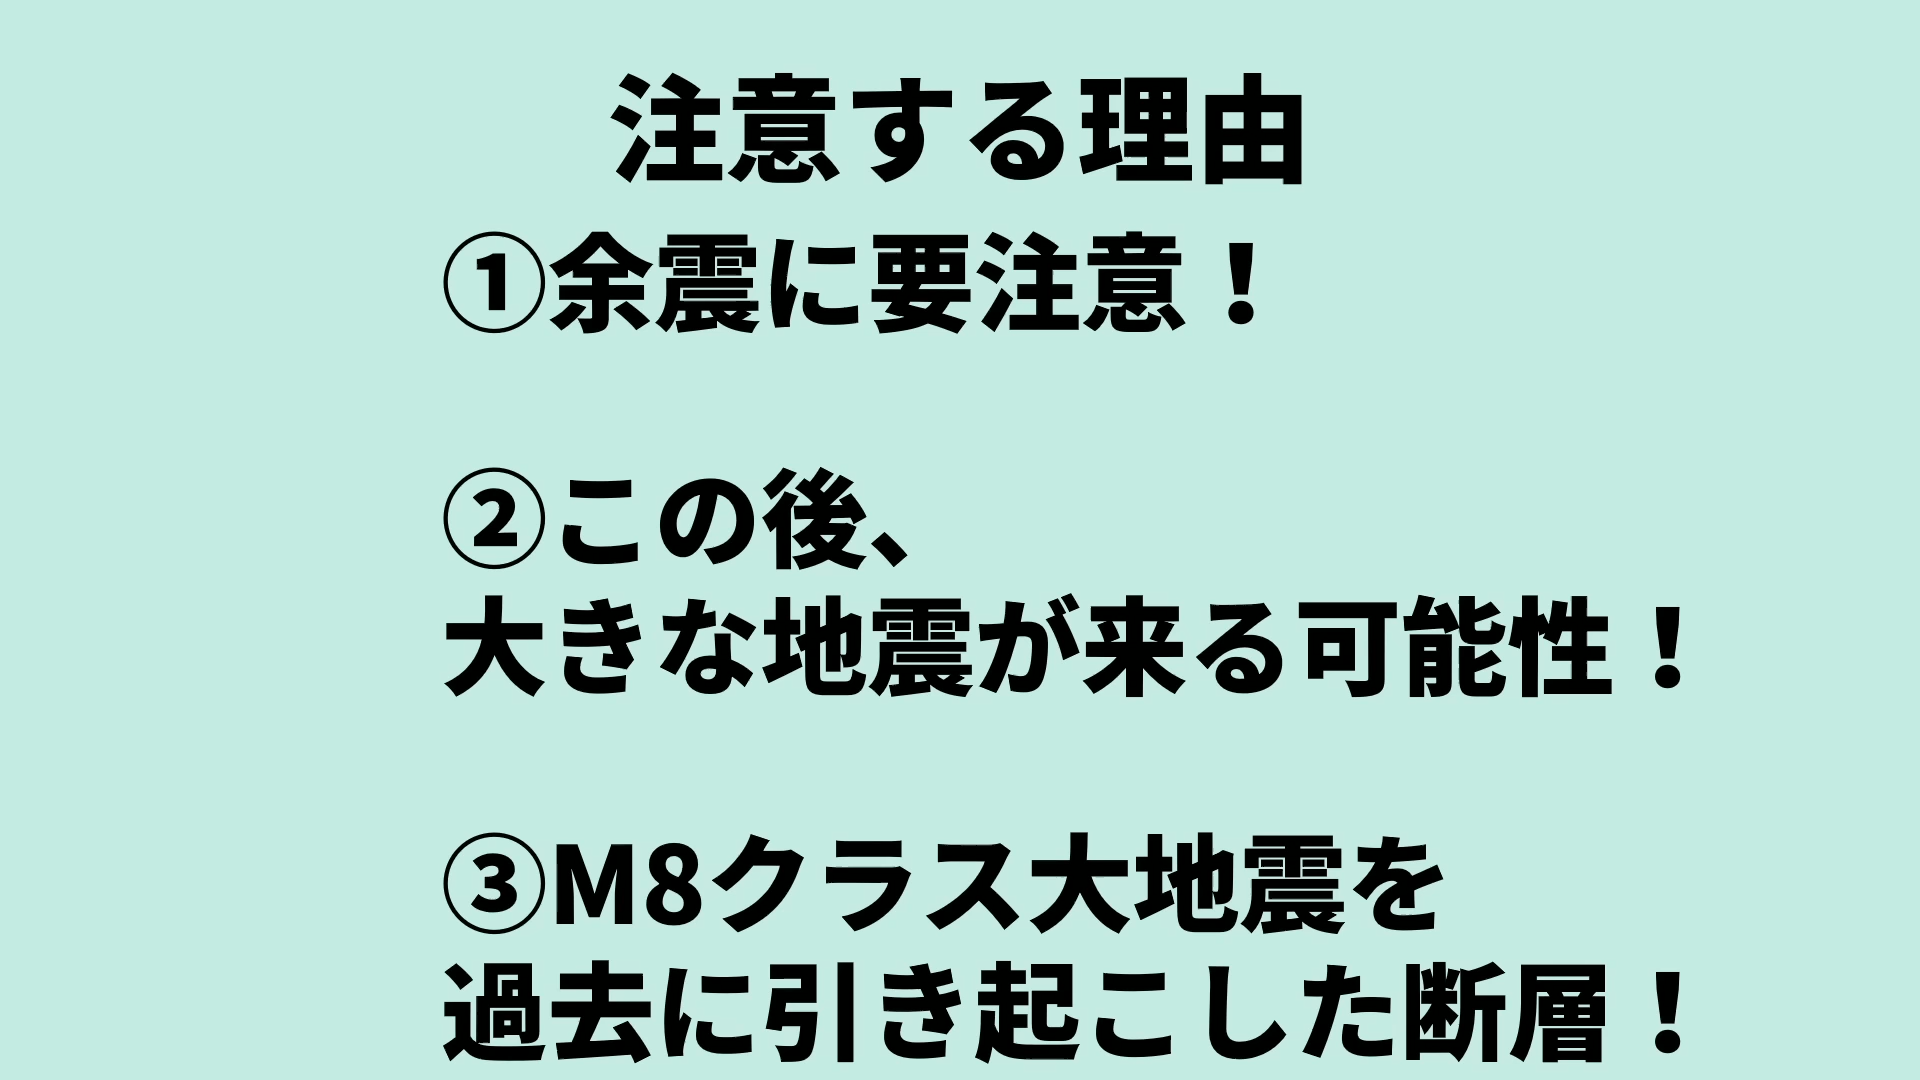 注意する理由
①余震に要注意！
②この後、
大きな地震が来る可能性！
③M8クラス大地震を
過去に引き起こした断層！